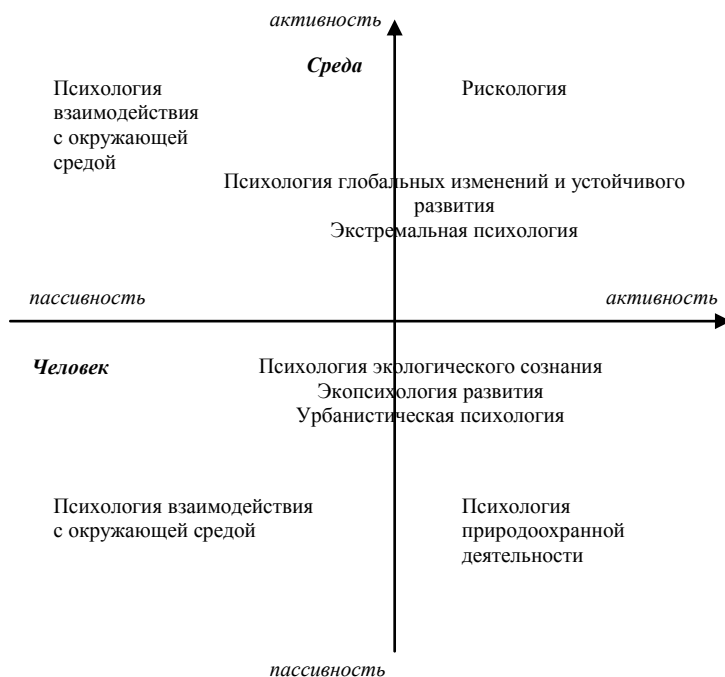 активность
Среда
Психология
взаимодействия
с окружающей
средой
Рискология
Психология глобальных изменений и устойчивого
развития
Экстремальная психология
пассивность
активность
Человек
Психология экологического сознания
Экопсихология развития
Урбанистическая психология
Психология взаимодействия
с окружающей средой
Психология
природоохранной
деятельности
пассивность